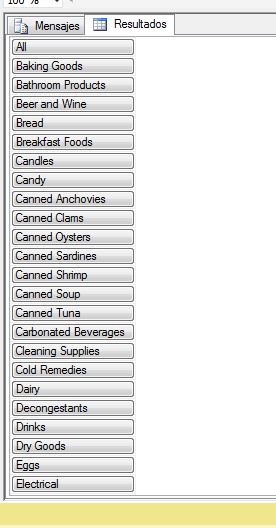 100 %
Mensajes
Resultados
All
Baking Goods
Bathroom Products
Beer and Wine
Bread
Breakfast Foods
Candles
Candy
Canned Anchovies
Canned Clams
Canned Oysters
Canned Sardines
Canned Shrimp
Canned Soup
Canned Tuna
Carbonated Beverages
Cleaning Supplies
Cold Remedies
Dairy
Decongestants
Drinks
Dry Goods
Eggs
Electrical